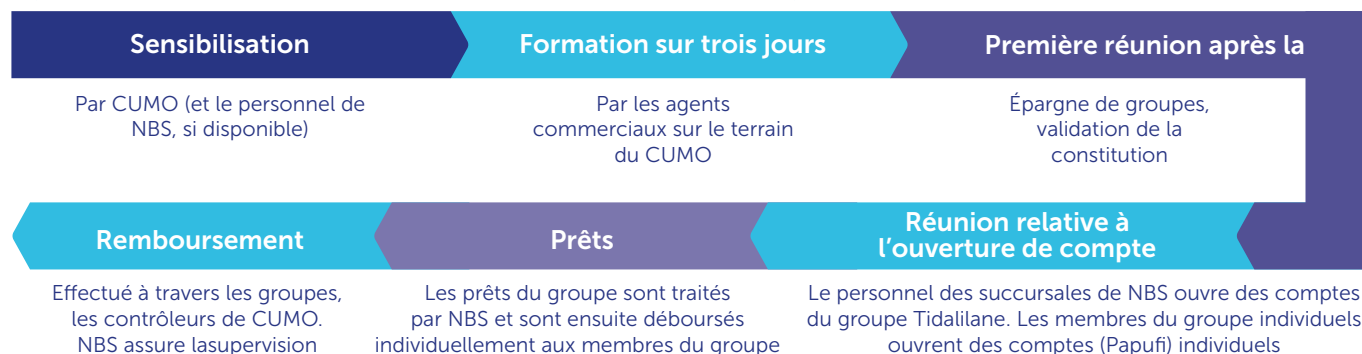 Sensibilisation
Formation sur trois jours
Première réunion après la
Par CUMO (et le personnel de
NBS, si disponible)
Par les agents
commerciaux sur le terrain
du CUMO
Épargne de groupes,
validation de la
constitution
Réunion relative à
l'ouverture de compte
Prêts
Remboursement
Le personnel des succursales de NBS ouvre des comptes
du groupe Tidalilane. Les membres du groupe individuels
ouvrent des comptes (Papufi) individuels
Les prêts du groupe sont traités
par NBS et sont ensuite déboursés
individuellement aux membres du groupe
Effectué à travers les groupes,
les contrôleurs de CUMO.
NBS assure lasupervision